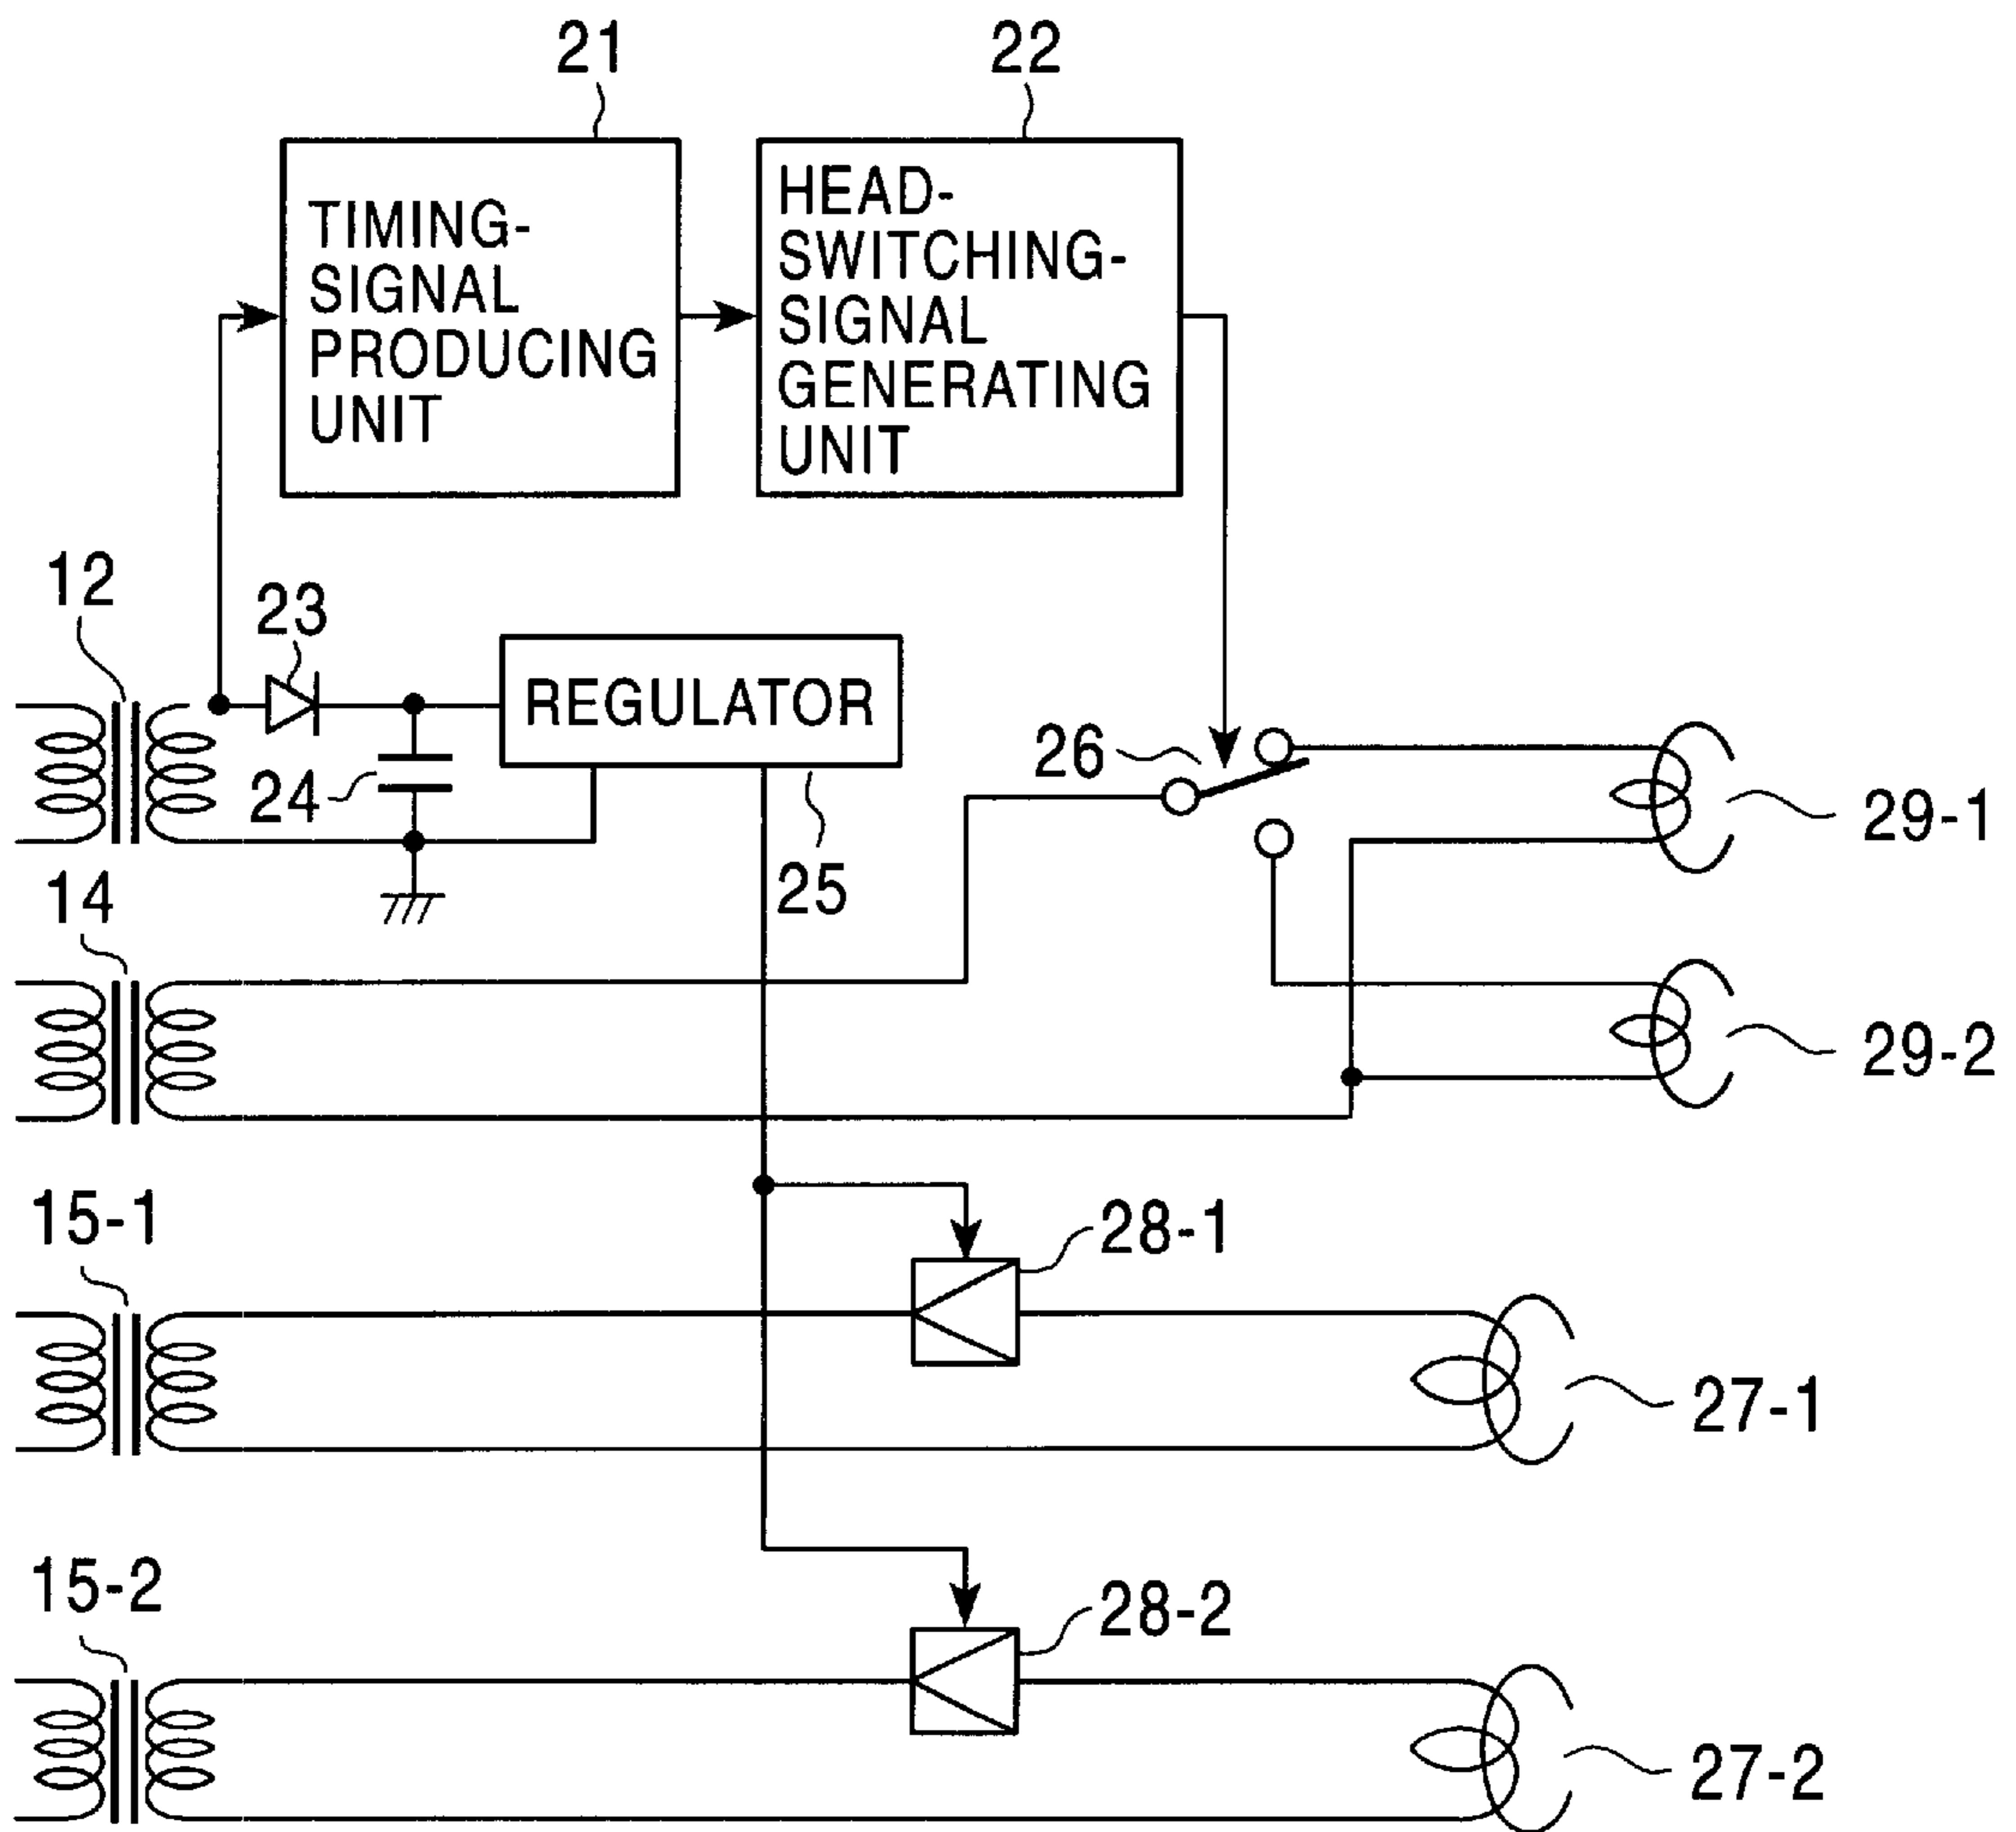 21
22
TIMING-
SIGNAL
PRODUCING
UNIT
HEAD-
SWITCHING-
SIGNAL
GENERATING
UNIT
12
23
REGULATOR
24
25
26
29-1
14
29-2
15-1
28-1
27-1
15-2
28-2
27-2